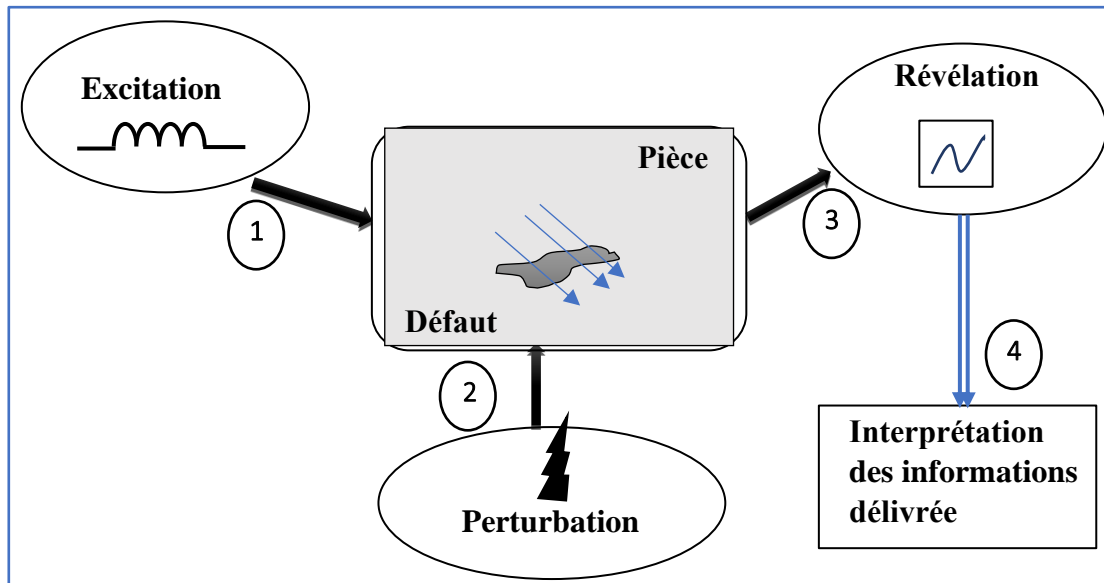 Excitation
Révélation
Pièce
1
3
Défaut
4
2
Interprétation
des informations
délivrée
Perturbation